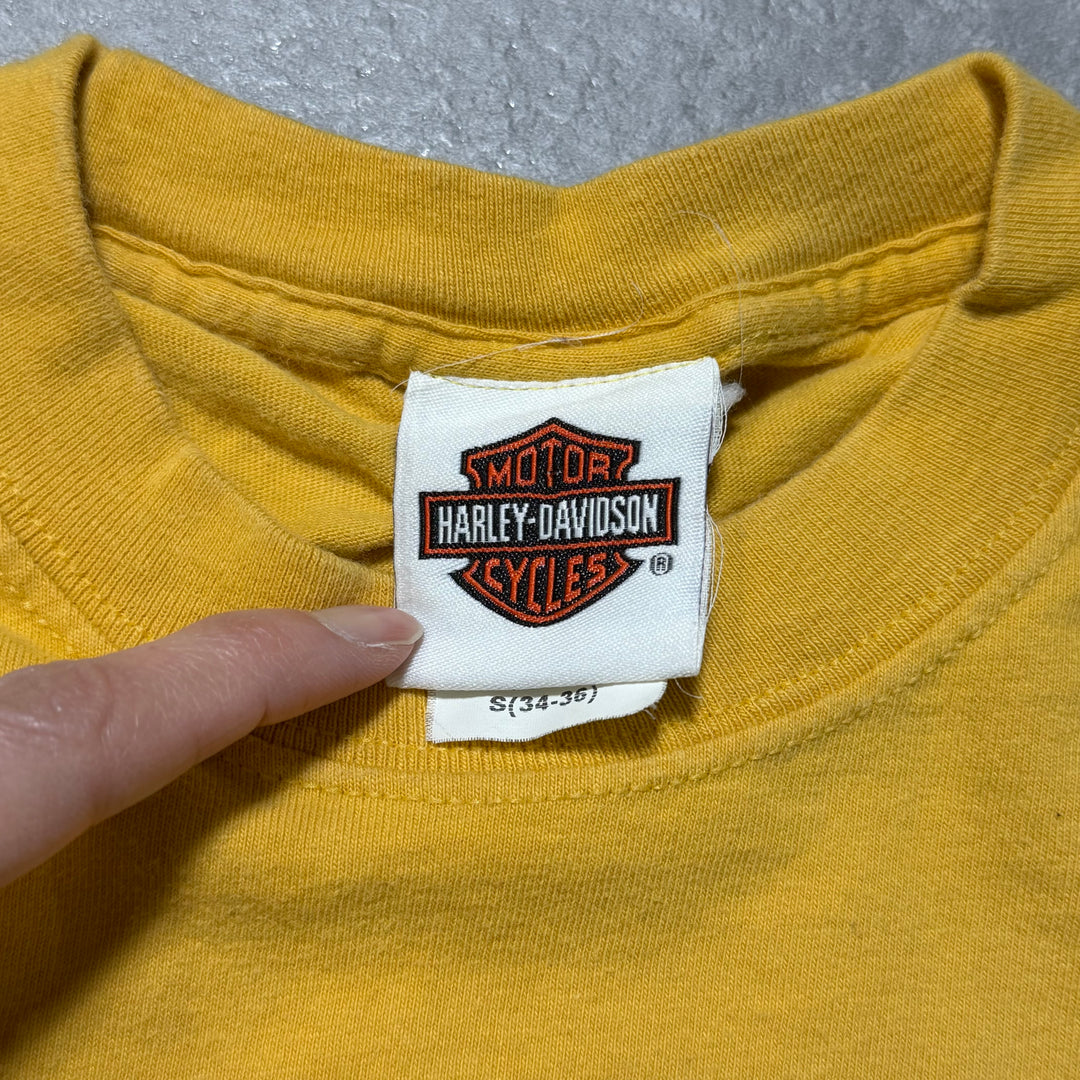 MOTOR
HARLEY-DAVIDSON
CYCLES
®
S(34-36)